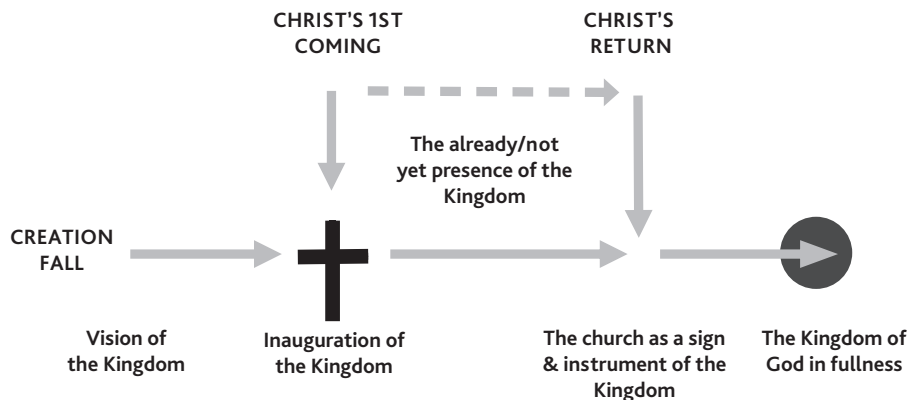 CHRIST'S 1ST
COMING
CHRIST'S
RETURN
The already/not
yet presence of the
Kingdom
CREATION
FALL
Vision of
the Kingdom
Inauguration of
the Kingdom
The church as a sign
& instrument of the
Kingdom
The Kingdom of
God in fullness